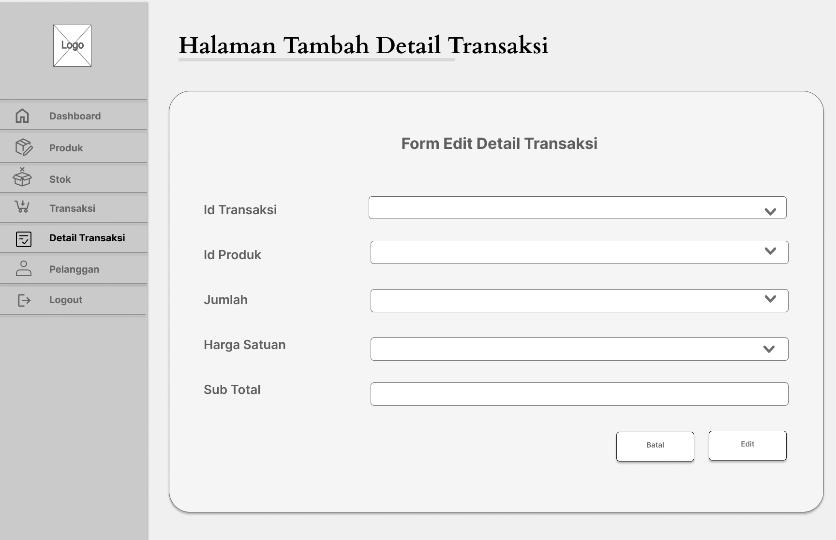 Logo
Halaman Tambah Detail Transaksi
Dashboard
Produk
Stok
Transaksi
Detail Transaksi
Pelanggan
Logout
Form Edit Detail Transaksi
Id Transaksi
Id Produk
Jumlah
Harga Satuan
Sub Total
Batal
Edit